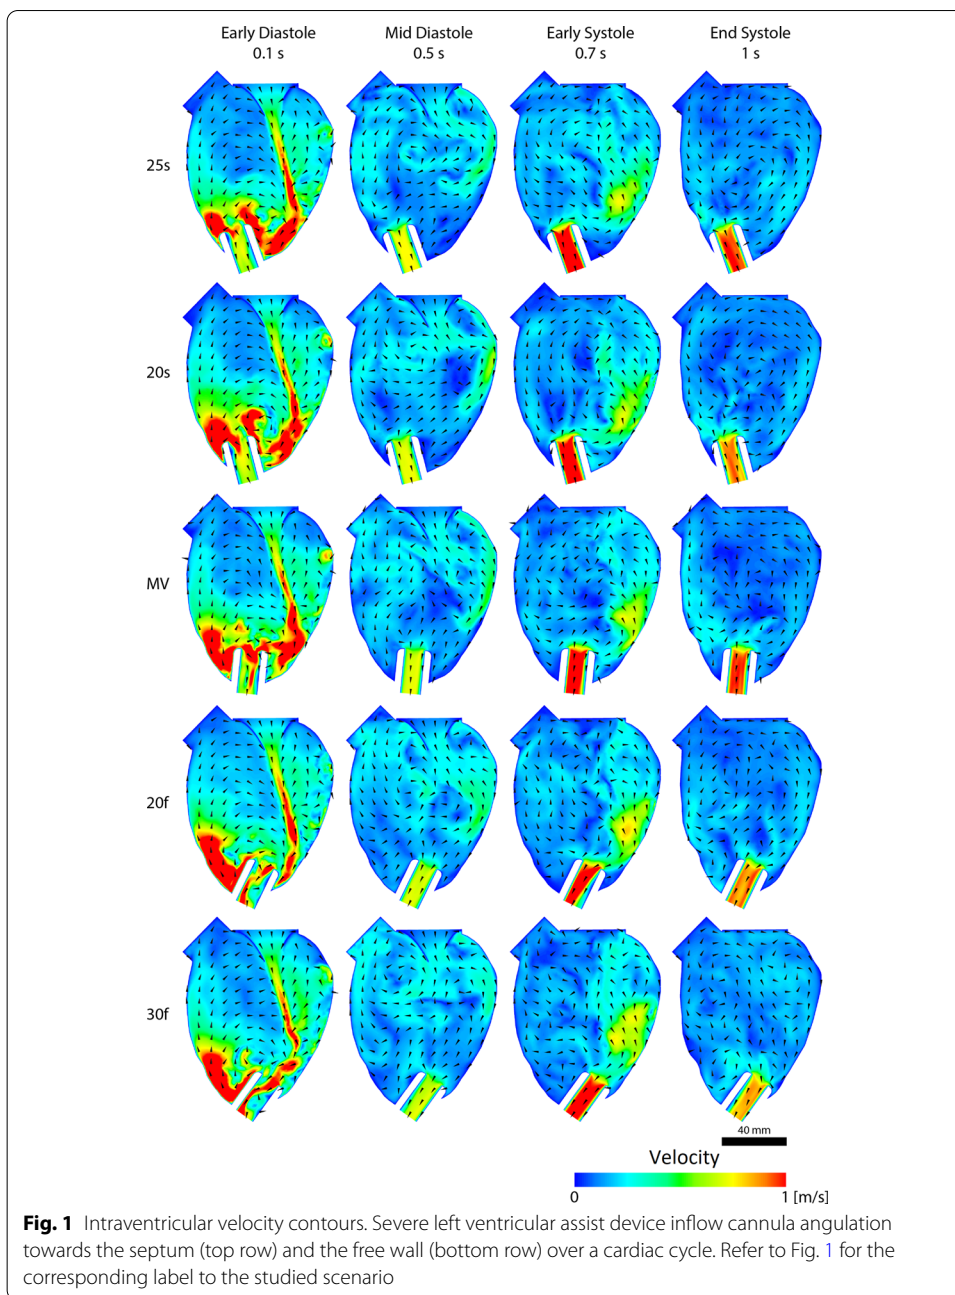 Early Diastole Mid Diastole Early Systole End Systole
0.1 s 0.5 s 0.7 s 1 s
25s
20s
MV
20f
30f
40 mm
Velocity
0 1 [m/s]
Fig. 1 Intraventricular velocity contours. Severe left ventricular assist device inflow cannula angulation
towards the septum (top row) and the free wall (bottom row) over a cardiac cycle. Refer to Fig. 1 for the
corresponding label to the studied scenario